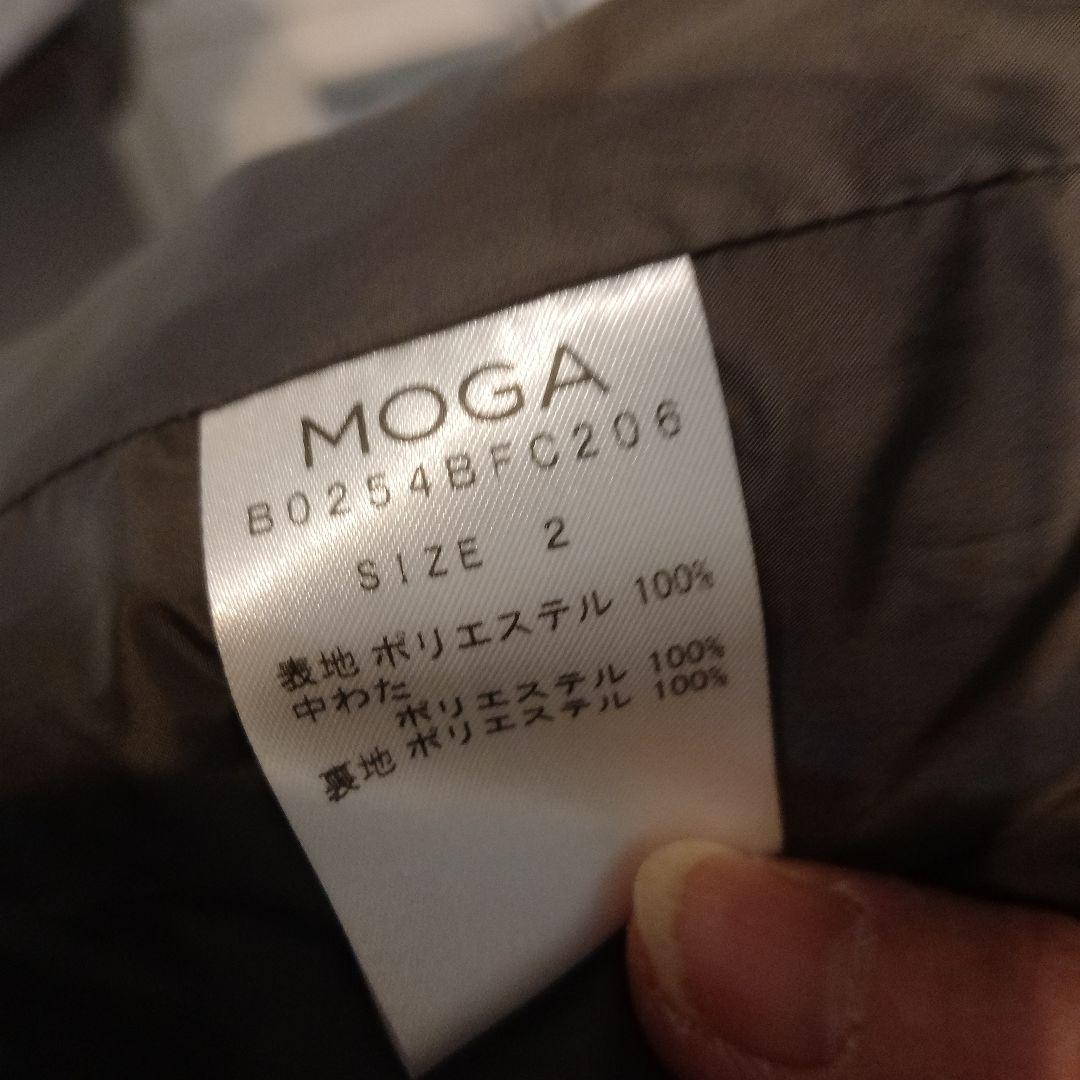 MOGA
B0254BFC206
SIZE 2
表地 ポリエステル 100%
中わた
ポリエステル 100%
裏地 ポリエステル 100%